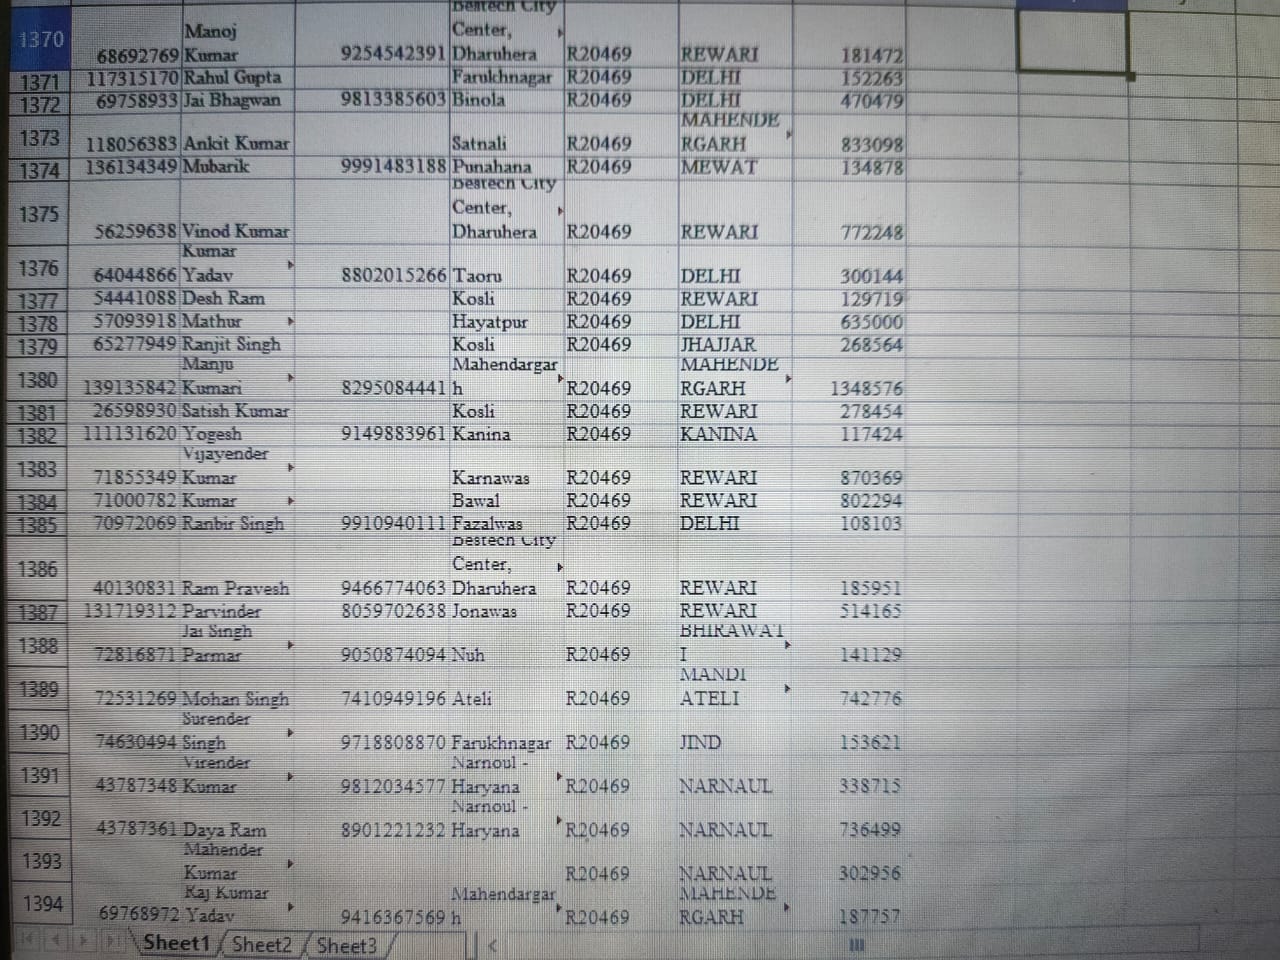 1370 68692769 Manoj Kumar 9254542391 Bestech City Center, Dharuhera R20469 REWARI 181472
1371 117315170 Rahul Gupta Farukhnagar R20469 DELHI 152263
1372 69758933 Jai Bhagwan 9813385603 Binola R20469 DELHI 470479
1373 118056383 Ankit Kumar Satnali R20469 MAHENDERGARH 833098
1374 136134349 Mubarik 9991483188 Punahana R20469 MEWAT 134878
1375 56259638 Vinod Kumar Bestech City Center, Dharuhera R20469 REWARI 772248
1376 64044866 Kumar Yadav 8802015266 Taoru R20469 DELHI 300144
1377 54441088 Desh Ram Kosli R20469 REWARI 129719
1378 57093918 Mathur Hayatpur R20469 DELHI 635000
1379 65277949 Ranjit Singh Kosli R20469 JHAJJAR 268564
1380 139135842 Manju Kumari 8295084441 Mahendargarh R20469 MAHENDERGARH 1348576
1381 26598930 Satish Kumar Kosli R20469 REWARI 278454
1382 111131620 Yogesh 9149883961 Kanina R20469 KANINA 117424
1383 71855349 Vijayender Kumar Karnawas R20469 REWARI 870369
1384 71000782 Kumar Bawal R20469 REWARI 802294
1385 70972069 Ranbir Singh 9910940111 Fazalwas R20469 DELHI 108103
1386 40130831 Ram Pravesh 9466774063 Bestech City Center, Dharuhera R20469 REWARI 185951
1387 131719312 Parvinder 8059702638 Jonawas R20469 REWARI 514165
1388 72816871 Jai Singh Parmar 9050874094 Nuh R20469 BHIRAWATI 141129
1389 72531269 Mohan Singh 7410949196 Ateli R20469 MANDI ATELI 742776
1390 74630494 Surender Singh 9718808870 Farukhnagar R20469 JIND 153621
1391 43787348 Virender Kumar 9812034577 Narnoul - Haryana R20469 NARNAUL 338715
1392 43787361 Daya Ram 8901221232 Narnoul - Haryana R20469 NARNAUL 736499
1393 Mahender Kumar R20469 NARNAUL 302956
1394 69768972 Raj Kumar Yadav 9416367569 Mahendargarh R20469 MAHENDERGARH 187757
Sheet1 Sheet2 Sheet3